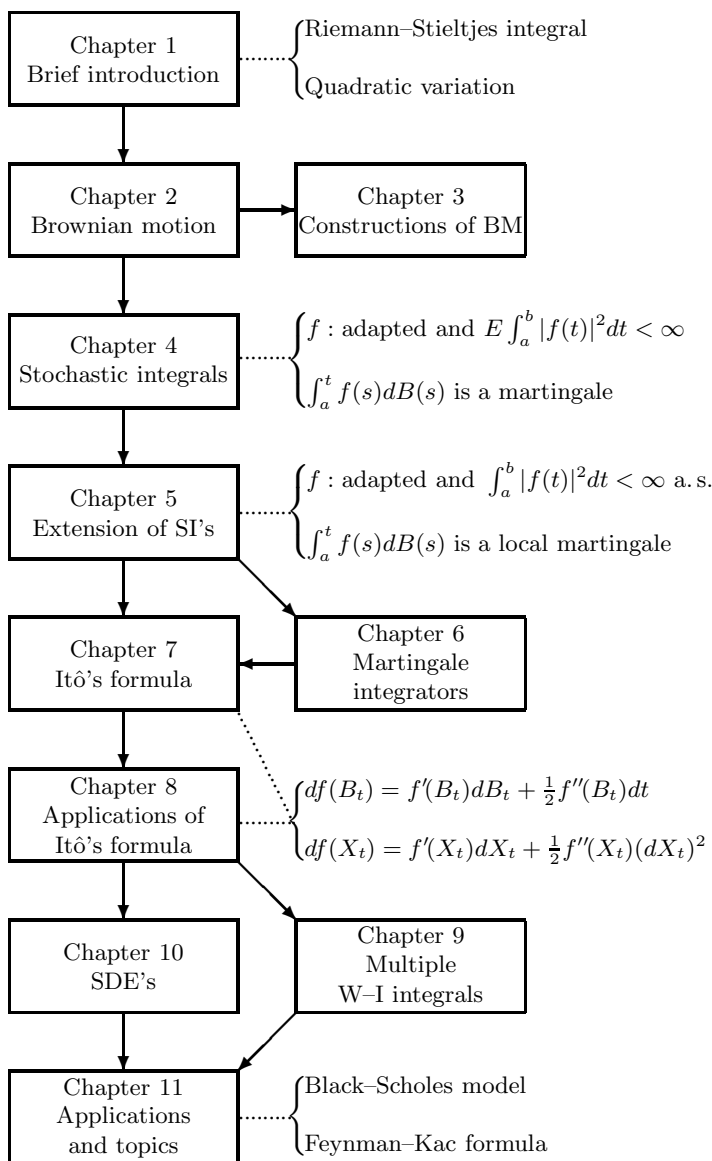 Chapter 1
Brief introduction
Riemann–Stieltjes integral
Quadratic variation
Chapter 2
Brownian motion
Chapter 3
Constructions of BM
Chapter 4
Stochastic integrals
f : adapted and E ∫_a^b |f(t)|²dt < ∞
∫_a^t f(s)dB(s) is a martingale
Chapter 5
Extension of SI's
f : adapted and ∫_a^b |f(t)|²dt < ∞ a. s.
∫_a^t f(s)dB(s) is a local martingale
Chapter 7
Itô's formula
Chapter 6
Martingale
integrators
Chapter 8
Applications of
Itô's formula
df(B_t) = f′(B_t)dB_t + ½f″(B_t)dt
df(X_t) = f′(X_t)dX_t + ½f″(X_t)(dX_t)²
Chapter 10
SDE's
Chapter 9
Multiple
W–I integrals
Chapter 11
Applications
and topics
Black–Scholes model
Feynman–Kac formula